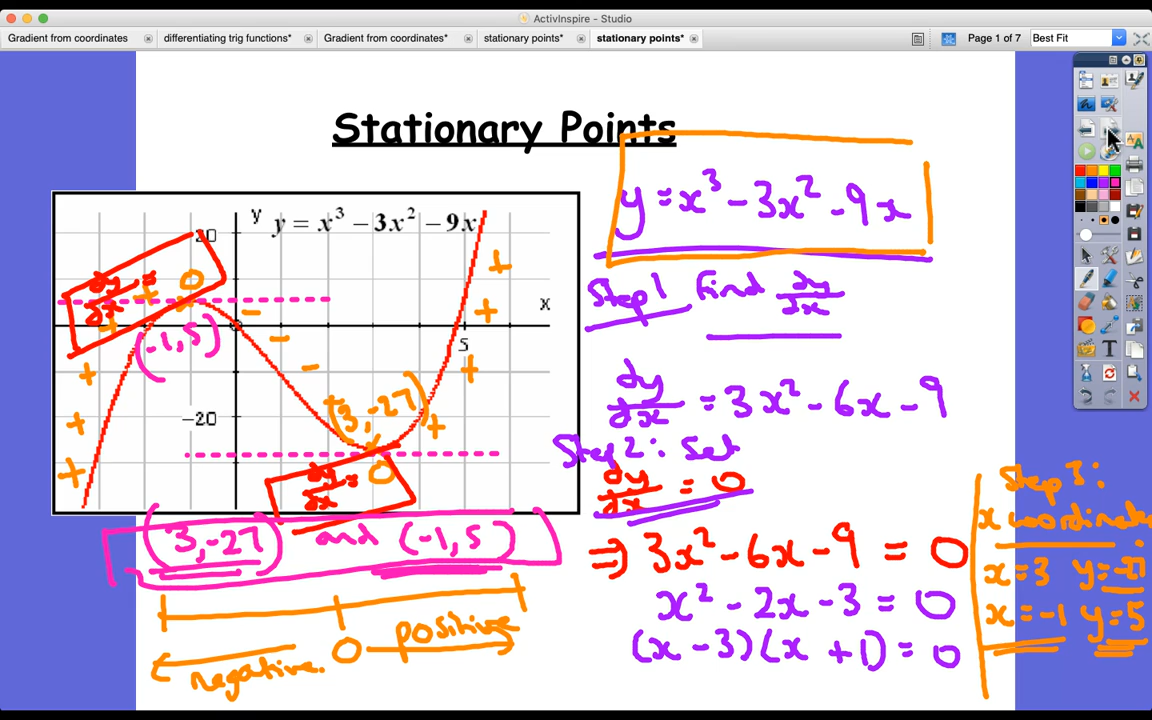 ActivInspire - Studio
Gradient from coordinates
differentiating trig functions*
Gradient from coordinates*
stationary points*
stationary points*
Page 1 of 7
Best Fit
Stationary Points
y = x³ - 3x² - 9x
y
y = x³ - 3x² - 9x
20
x
5
-20
dy/dx = 0
(-1, 5)
(3, -27)
dy/dx = 0
+ + + + + +
- - -
+ + + +
(3, -27) and (-1, 5)
negative.
0
positive
Step 1 find dy/dx
dy/dx = 3x² - 6x - 9
Step 2: Set
dy/dx = 0
⇒ 3x² - 6x - 9 = 0
x² - 2x - 3 = 0
(x - 3)(x + 1) = 0
Step 3:
x coordinate
x = 3 y = -27
x = -1 y = 5